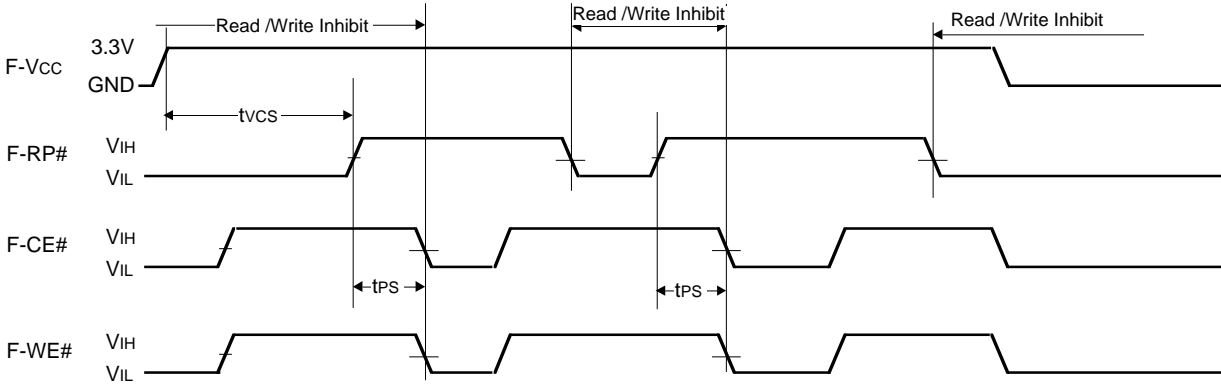 Read /Write Inhibit
Read /Write Inhibit
Read /Write Inhibit
F-VCC
3.3V
GND
tVCS
F-RP#
VIH
VIL
F-CE#
VIH
VIL
tPS
tPS
F-WE#
VIH
VIL